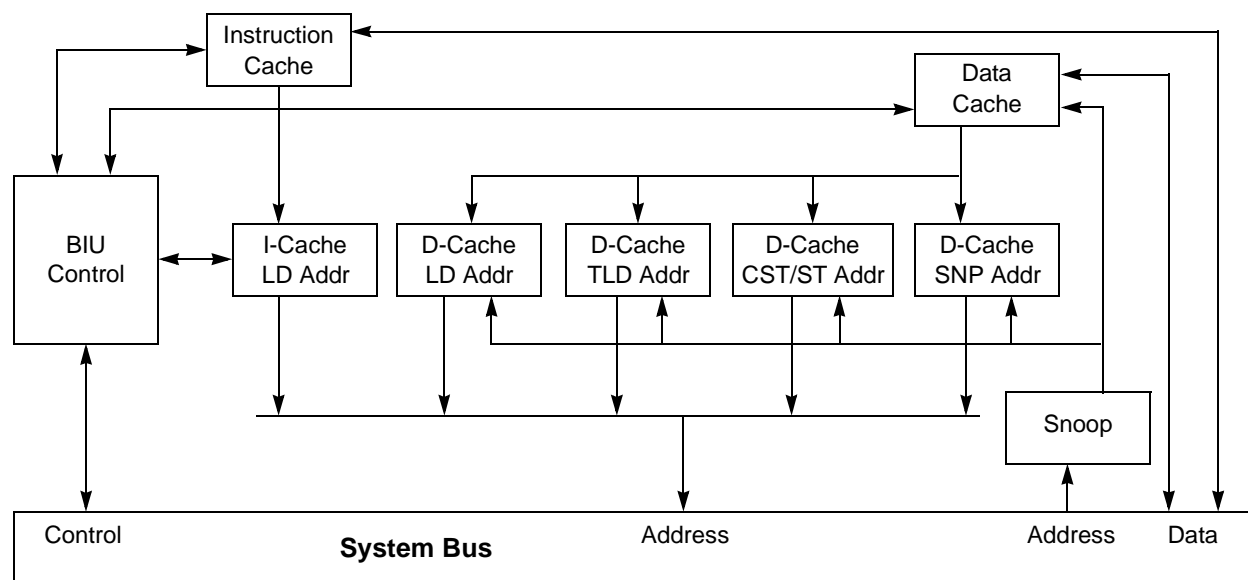 Instruction
Cache
Data
Cache
BIU
Control
I-Cache
LD Addr
D-Cache
LD Addr
D-Cache
TLD Addr
D-Cache
CST/ST Addr
D-Cache
SNP Addr
Snoop
Control
Address
Address
Data
System Bus